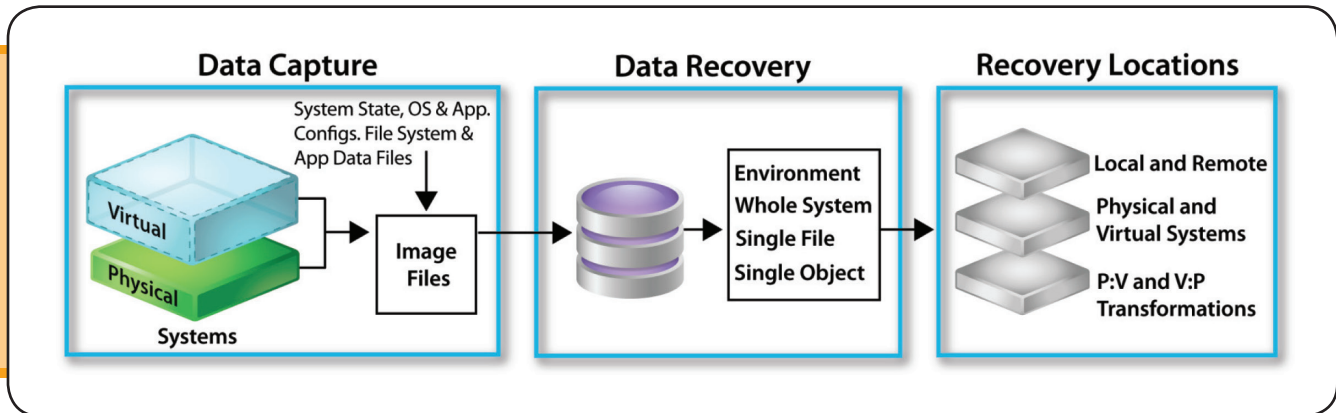 Data Capture
System State, OS & App.
Configs. File System &
App Data Files
Virtual
Physical
Systems
Image
Files
Data Recovery
Environment
Whole System
Single File
Single Object
Recovery Locations
Local and Remote
Physical and
Virtual Systems
P:V and V:P
Transformations